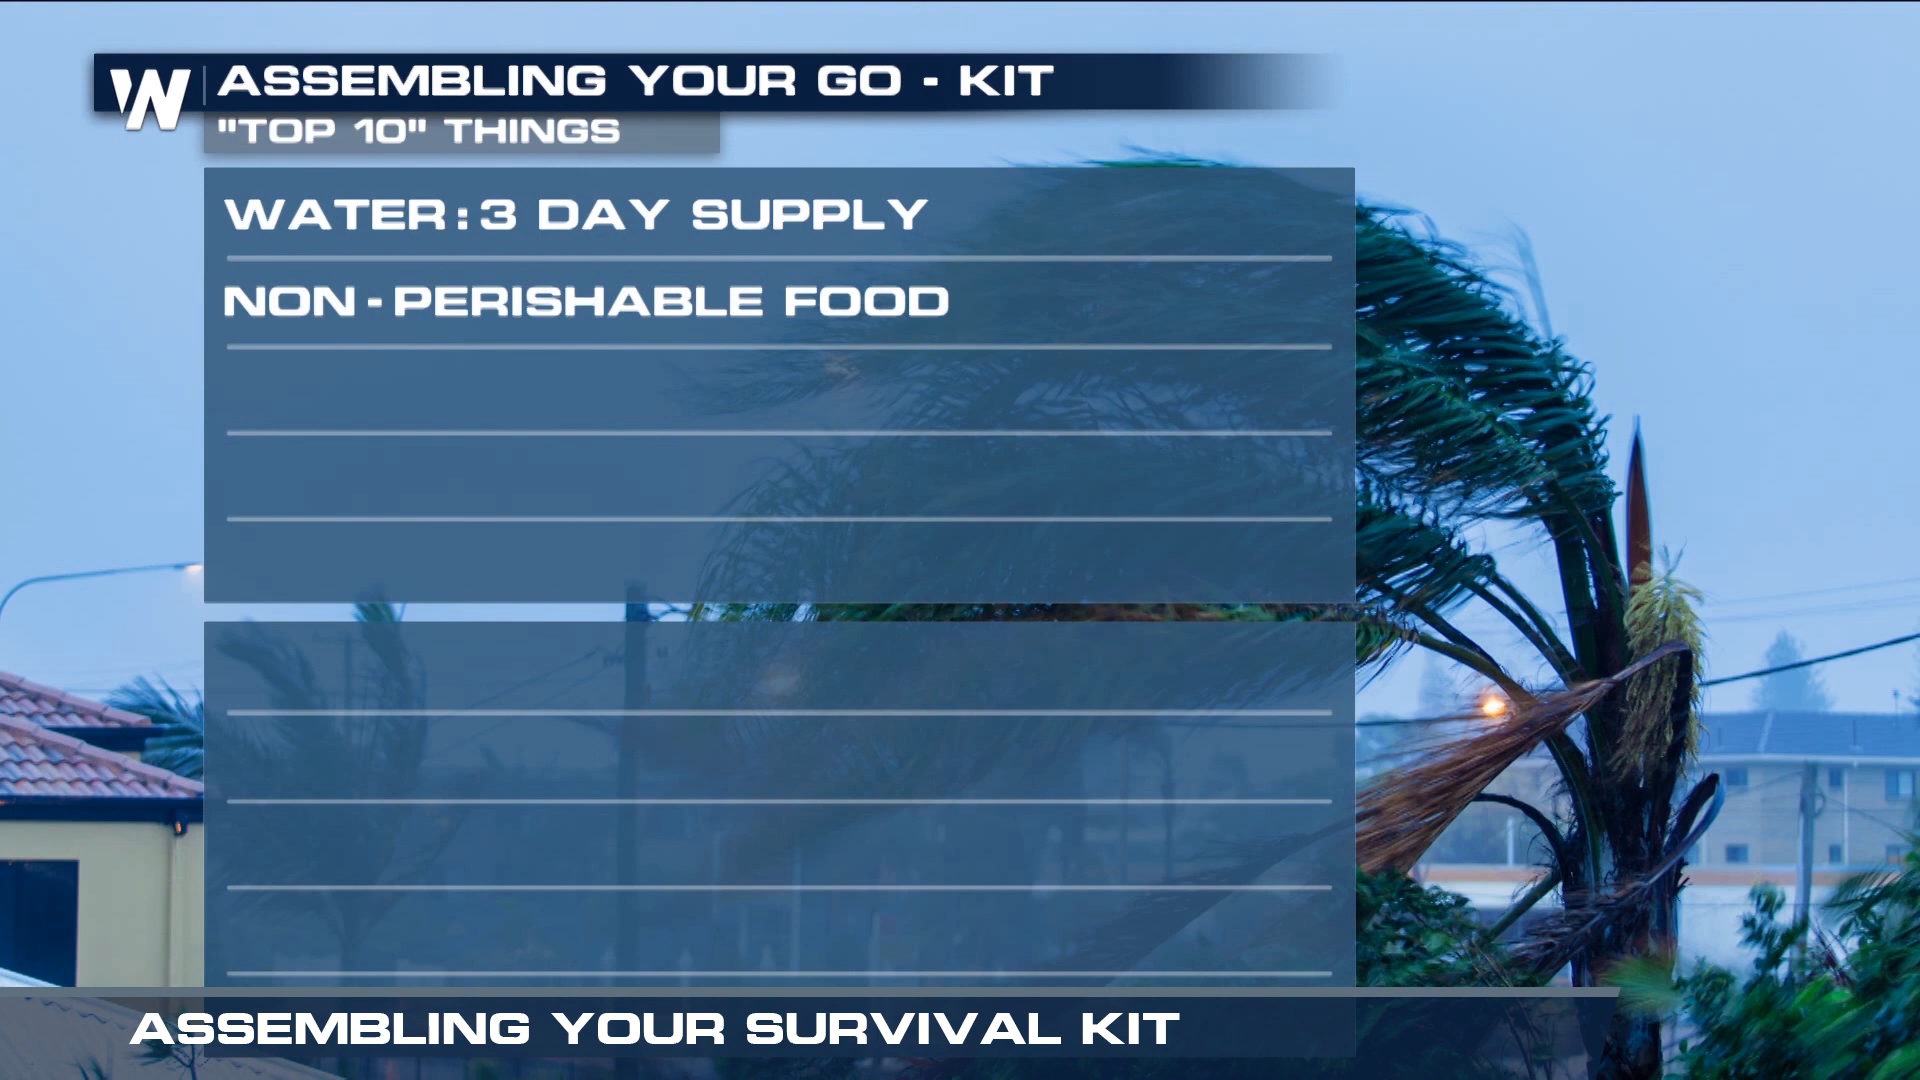 W
ASSEMBLING YOUR GO - KIT
"TOP 10" THINGS
WATER: 3 DAY SUPPLY
NON-PERISHABLE FOOD
ASSEMBLING YOUR SURVIVAL KIT